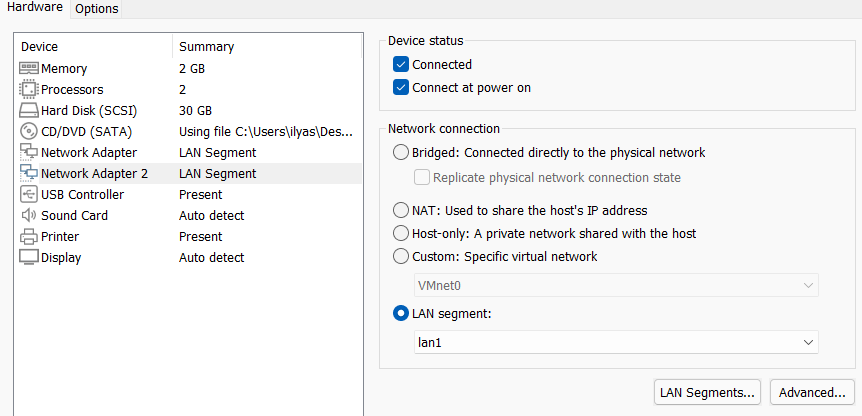 Hardware Options
Device Summary
Memory 2 GB
Processors 2
Hard Disk (SCSI) 30 GB
CD/DVD (SATA) Using file C:\Users\ilyas\Des...
Network Adapter LAN Segment
Network Adapter 2 LAN Segment
USB Controller Present
Sound Card Auto detect
Printer Present
Display Auto detect
Device status
Connected
Connect at power on
Network connection
Bridged: Connected directly to the physical network
Replicate physical network connection state
NAT: Used to share the host's IP address
Host-only: A private network shared with the host
Custom: Specific virtual network
VMnet0
LAN segment:
lan1
LAN Segments... Advanced...